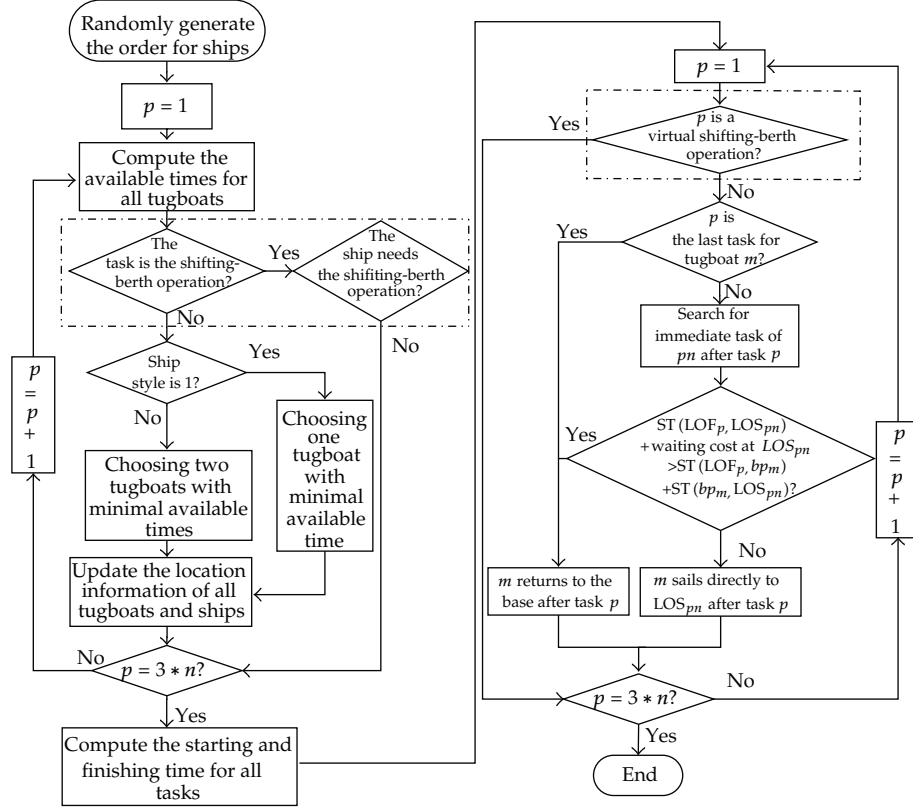 Randomly generate
the order for ships
p = 1
Compute the
available times for
all tugboats
The
task is the shifting-
berth operation?
Yes
The
ship needs
the shifiting-berth
operation?
No
No
Ship
style is 1?
Yes
No
Choosing
one
tugboat
with
minimal
available
time
Choosing two
tugboats with
minimal available
times
Update the location
information of all
tugboats and ships
p
=
p
+
1
No
p = 3 * n?
Yes
Compute the starting and
finishing time for all
tasks
p = 1
Yes
p is a
virtual shifting-berth
operation?
No
Yes
p is
the last task for
tugboat m?
No
Search for
immediate task of
pn after task p
Yes
ST (LOFp, LOSpn)
+waiting cost at LOSpn
>ST (LOFp, bpm)
+ST (bpm, LOSpn)?
p
=
p
+
1
No
m returns to the
base after task p
m sails directly to
LOSpn after task p
p = 3 * n?
No
Yes
End